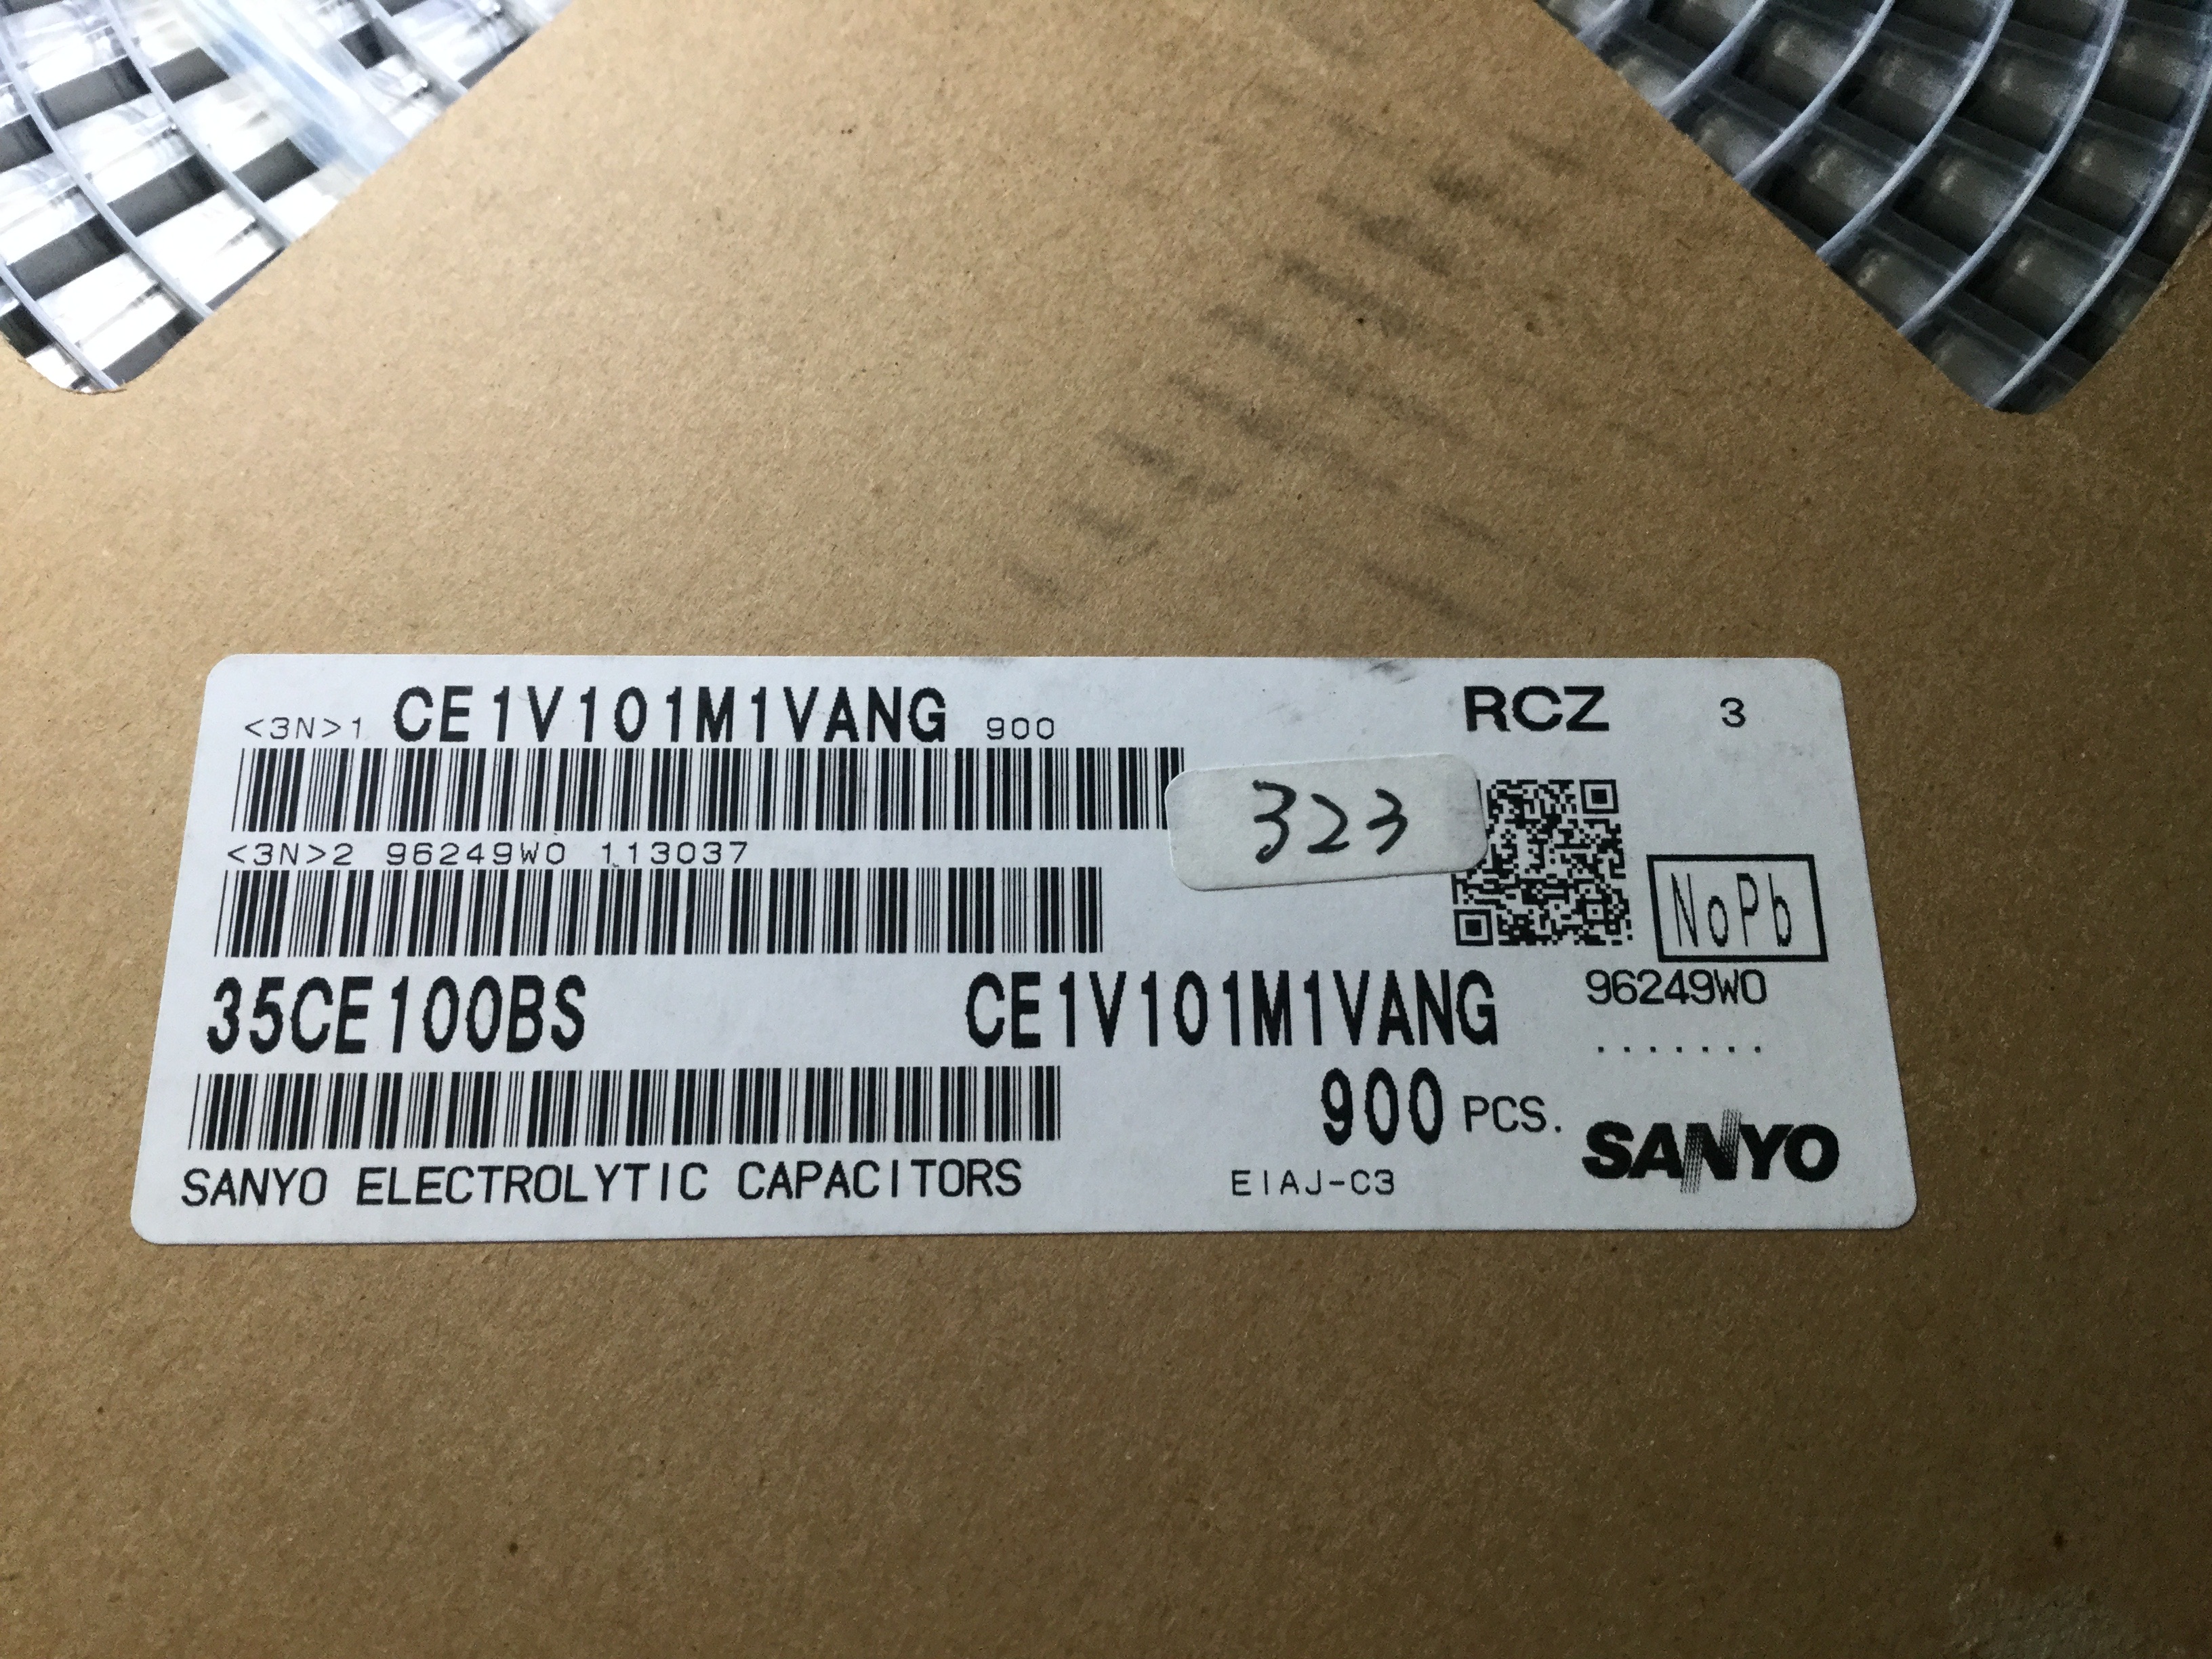 <3N>1 CE1V101M1VANG 900
RCZ 3
323
<3N>2 96249W0 113037
NoPb
35CE100BS CE1V101M1VANG
96249W0
.......
900 PCS.
SANYO
SANYO ELECTROLYTIC CAPACITORS EIAJ-C3